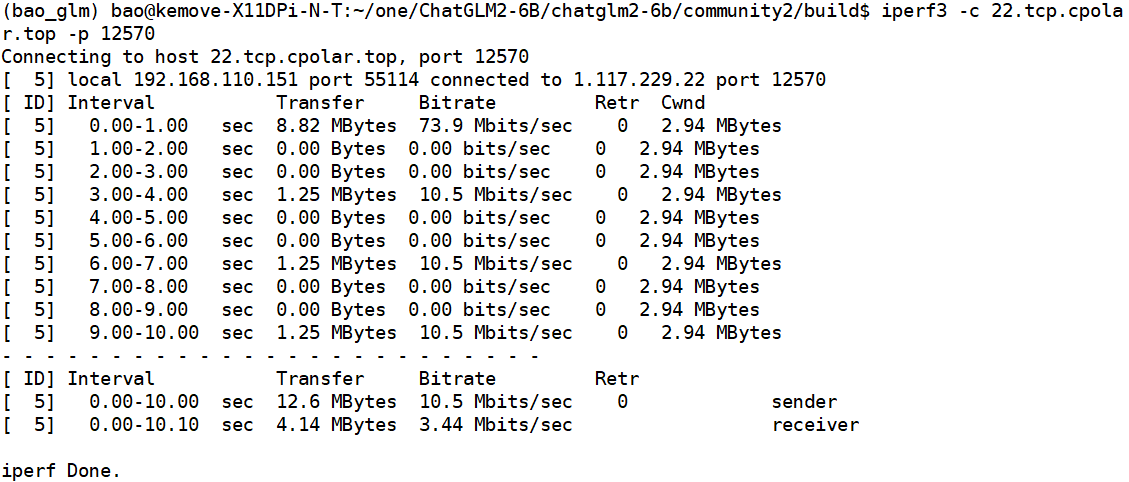 (bao_glm) bao@kemove-X11DPi-N-T:~/one/ChatGLM2-6B/chatglm2-6b/community2/build$ iperf3 -c 22.tcp.cpola
r.top -p 12570
Connecting to host 22.tcp.cpolar.top, port 12570
[  5] local 192.168.110.151 port 55114 connected to 1.117.229.22 port 12570
[ ID] Interval           Transfer     Bitrate         Retr  Cwnd
[  5]   0.00-1.00   sec  8.82 MBytes  73.9 Mbits/sec    0   2.94 MBytes
[  5]   1.00-2.00   sec  0.00 Bytes  0.00 bits/sec    0   2.94 MBytes
[  5]   2.00-3.00   sec  0.00 Bytes  0.00 bits/sec    0   2.94 MBytes
[  5]   3.00-4.00   sec  1.25 MBytes  10.5 Mbits/sec    0   2.94 MBytes
[  5]   4.00-5.00   sec  0.00 Bytes  0.00 bits/sec    0   2.94 MBytes
[  5]   5.00-6.00   sec  0.00 Bytes  0.00 bits/sec    0   2.94 MBytes
[  5]   6.00-7.00   sec  1.25 MBytes  10.5 Mbits/sec    0   2.94 MBytes
[  5]   7.00-8.00   sec  0.00 Bytes  0.00 bits/sec    0   2.94 MBytes
[  5]   8.00-9.00   sec  0.00 Bytes  0.00 bits/sec    0   2.94 MBytes
[  5]   9.00-10.00  sec  1.25 MBytes  10.5 Mbits/sec    0   2.94 MBytes
- - - - - - - - - - - - - - - - - - - - - - - - -
[ ID] Interval           Transfer     Bitrate         Retr
[  5]   0.00-10.00  sec  12.6 MBytes  10.5 Mbits/sec    0             sender
[  5]   0.00-10.10  sec  4.14 MBytes  3.44 Mbits/sec                  receiver

iperf Done.